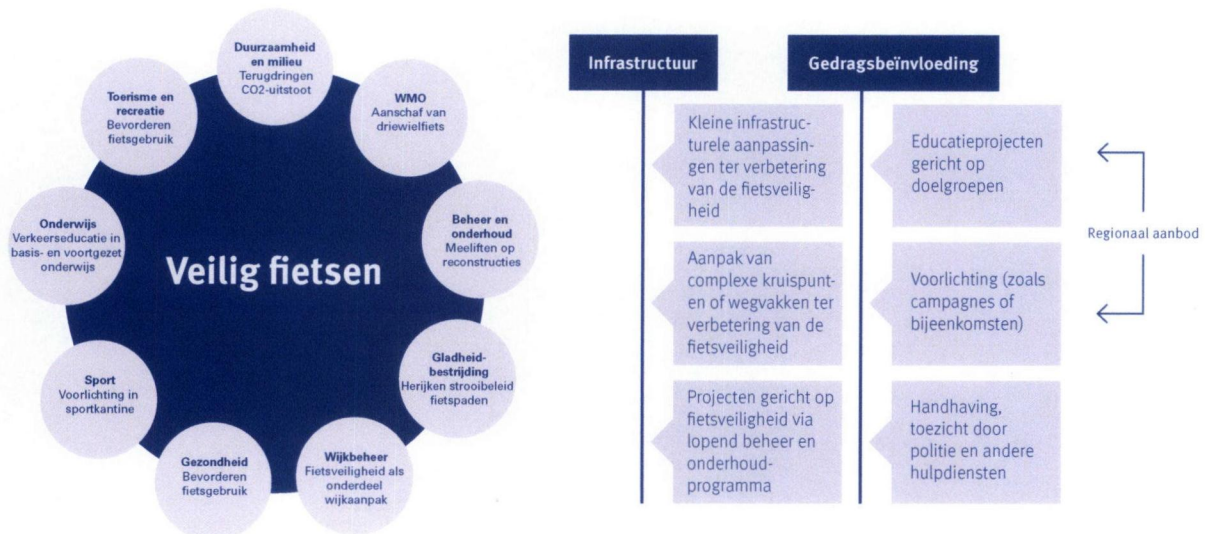 Duurzaamheid
en milieu
Terugdringen
CO2-uitstoot
WMO
Aanschaf van
driewielfiets
Beheer en
onderhoud
Meeliften op
reconstructies
Gladheid-
bestrijding
Herijken strooibeleid
fietspaden
Wijkbeheer
Fietsveiligheid als
onderdeel
wijkaanpak
Gezondheid
Bevorderen
fietsgebruik
Sport
Voorlichting in
sportkantine
Onderwijs
Verkeerseducatie in
basis- en voortgezet
onderwijs
Toerisme en
recreatie
Bevorderen
fietsgebruik
Veilig fietsen
Infrastructuur
Kleine infrastruc-
turele aanpassin-
gen ter verbetering
van de fietsveilig-
heid
Aanpak van
complexe kruispunt-
en of wegvakken ter
verbetering van de
fietsveiligheid
Projecten gericht op
fietsveiligheid via
lopend beheer en
onderhoud-
programma
Gedragsbeïnvloeding
Educatieprojecten
gericht op
doelgroepen
Voorlichting (zoals
campagnes of
bijeenkomsten)
Handhaving,
toezicht door
politie en andere
hulpdiensten
Regionaal aanbod